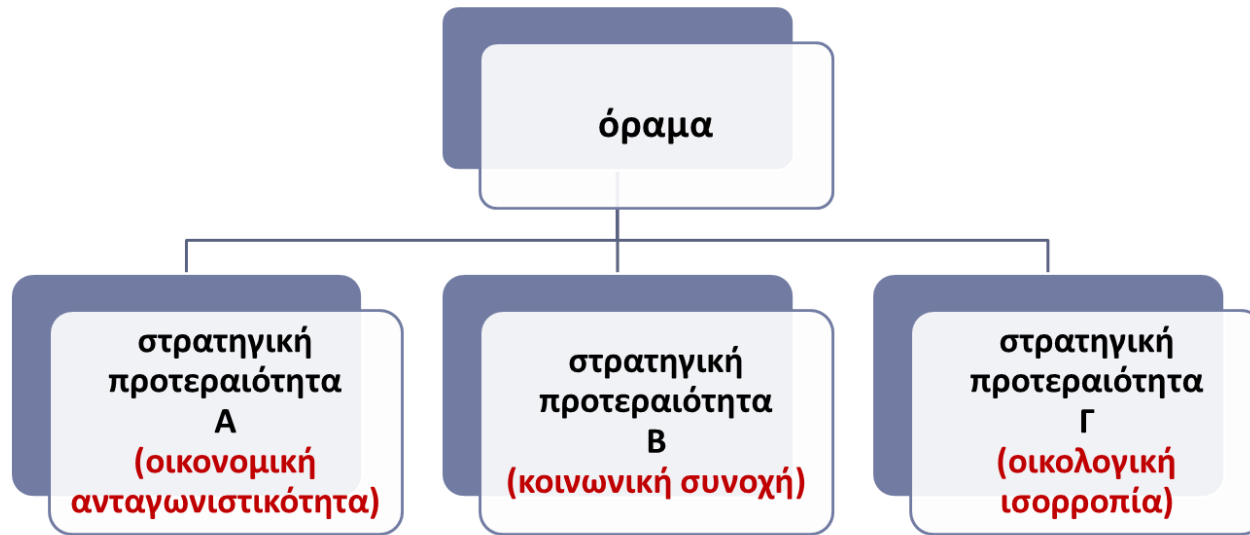 όραμα
στρατηγική
προτεραιότητα
Α
(οικονομική
ανταγωνιστικότητα)
στρατηγική
προτεραιότητα
Β
(κοινωνική συνοχή)
στρατηγική
προτεραιότητα
Γ
(οικολογική
ισορροπία)